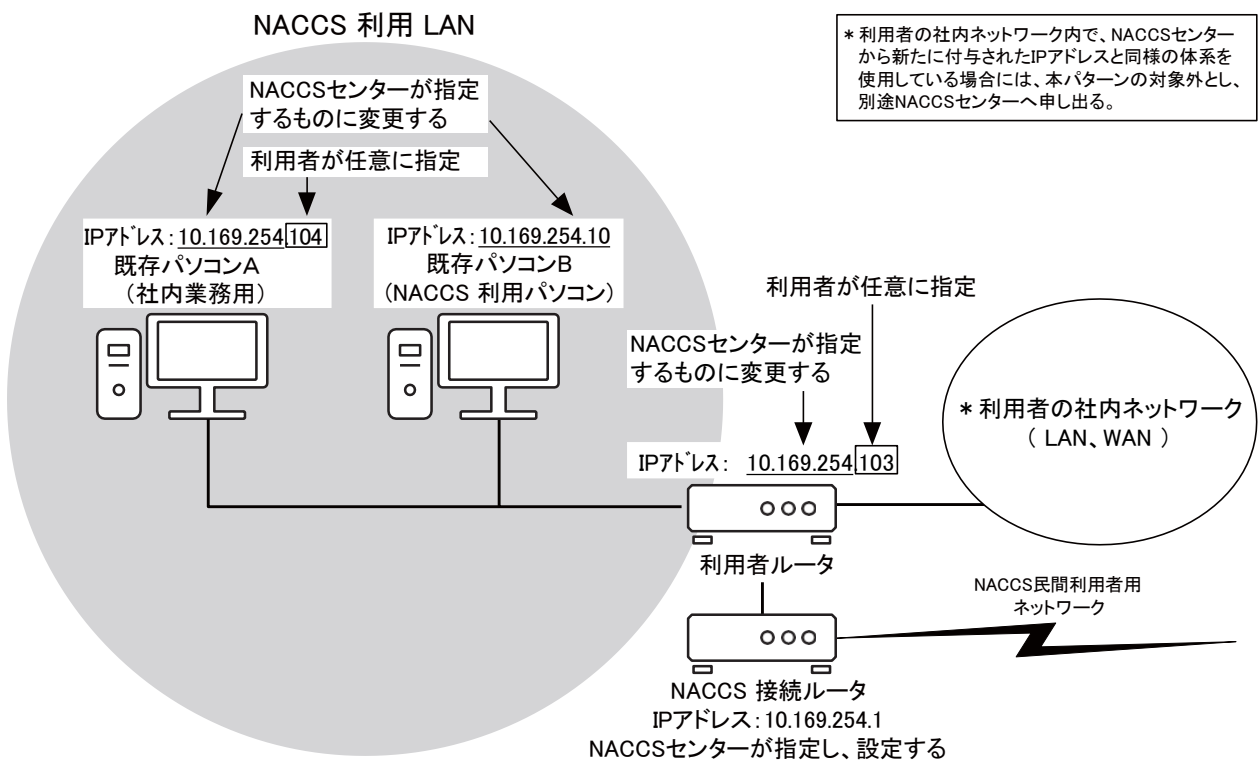 NACCS 利用 LAN
＊利用者の社内ネットワーク内で、NACCSセンター
から新たに付与されたIPアドレスと同様の体系を
使用している場合には、本パターンの対象外とし、
別途NACCSセンターへ申し出る。
NACCSセンターが指定
するものに変更する
利用者が任意に指定
IPアドレス：10.169.254.104
既存パソコンA
（社内業務用）
IPアドレス：10.169.254.10
既存パソコンB
（NACCS 利用パソコン）
利用者が任意に指定
NACCSセンターが指定
するものに変更する
IPアドレス： 10.169.254.103
＊利用者の社内ネットワーク
（ LAN、WAN ）
利用者ルータ
NACCS民間利用者用
ネットワーク
NACCS 接続ルータ
IPアドレス：10.169.254.1
NACCSセンターが指定し、設定する